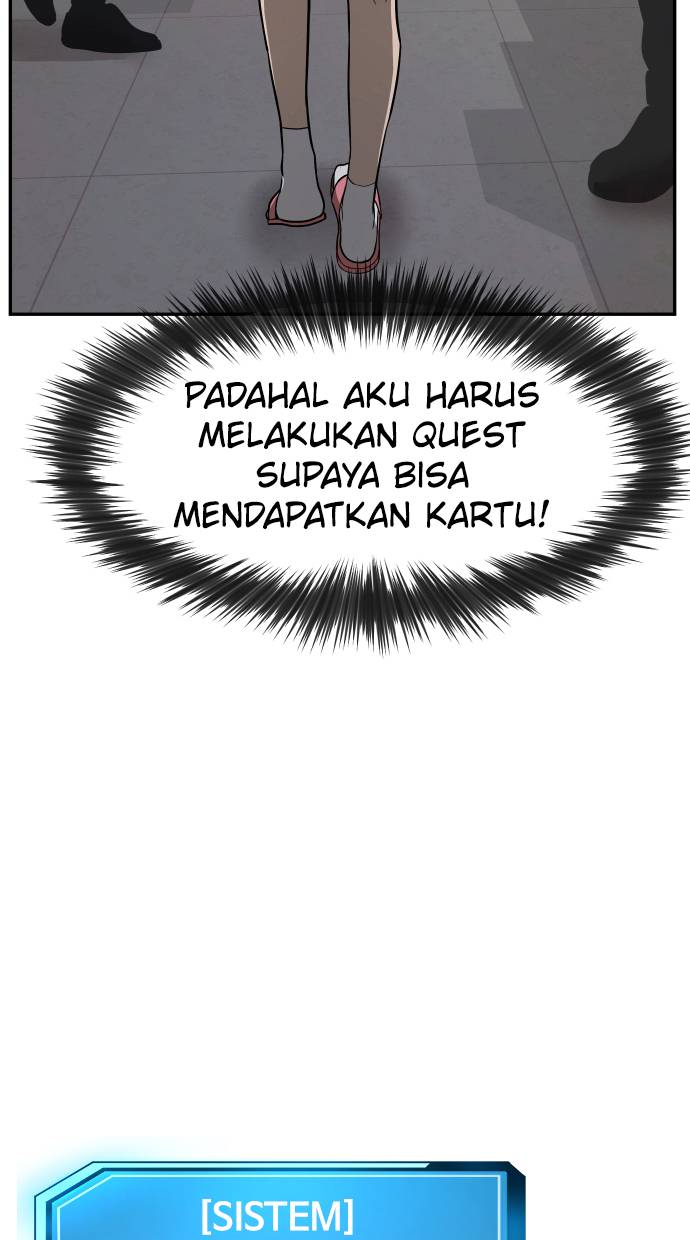 PADAHAL AKU HARUS
MELAKUKAN QUEST
SUPAYA BISA
MENDAPATKAN KARTU!
[SISTEM]